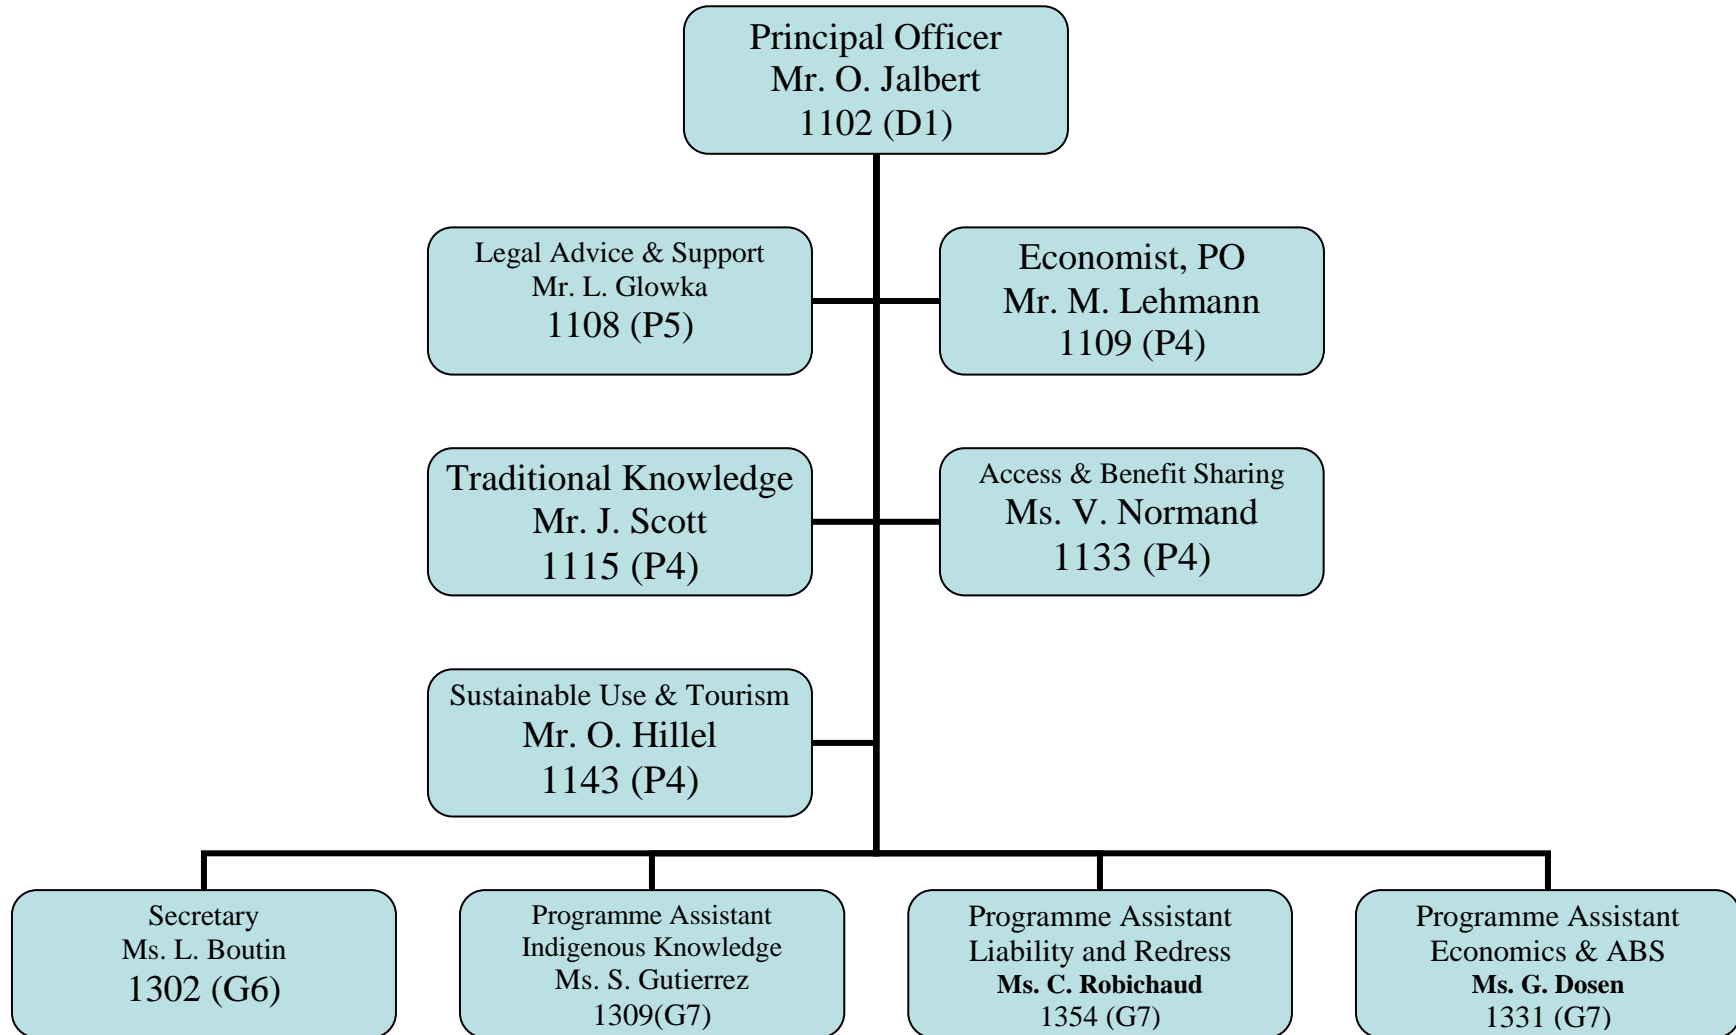 Principal Officer
Mr. O. Jalbert
1102 (D1)
Legal Advice & Support
Mr. L. Glowka
1108 (P5)
Economist, PO
Mr. M. Lehmann
1109 (P4)
Traditional Knowledge
Mr. J. Scott
1115 (P4)
Access & Benefit Sharing
Ms. V. Normand
1133 (P4)
Sustainable Use & Tourism
Mr. O. Hillel
1143 (P4)
Secretary
Ms. L. Boutin
1302 (G6)
Programme Assistant
Indigenous Knowledge
Ms. S. Gutierrez
1309(G7)
Programme Assistant
Liability and Redress
Ms. C. Robichaud
1354 (G7)
Programme Assistant
Economics & ABS
Ms. G. Dosen
1331 (G7)